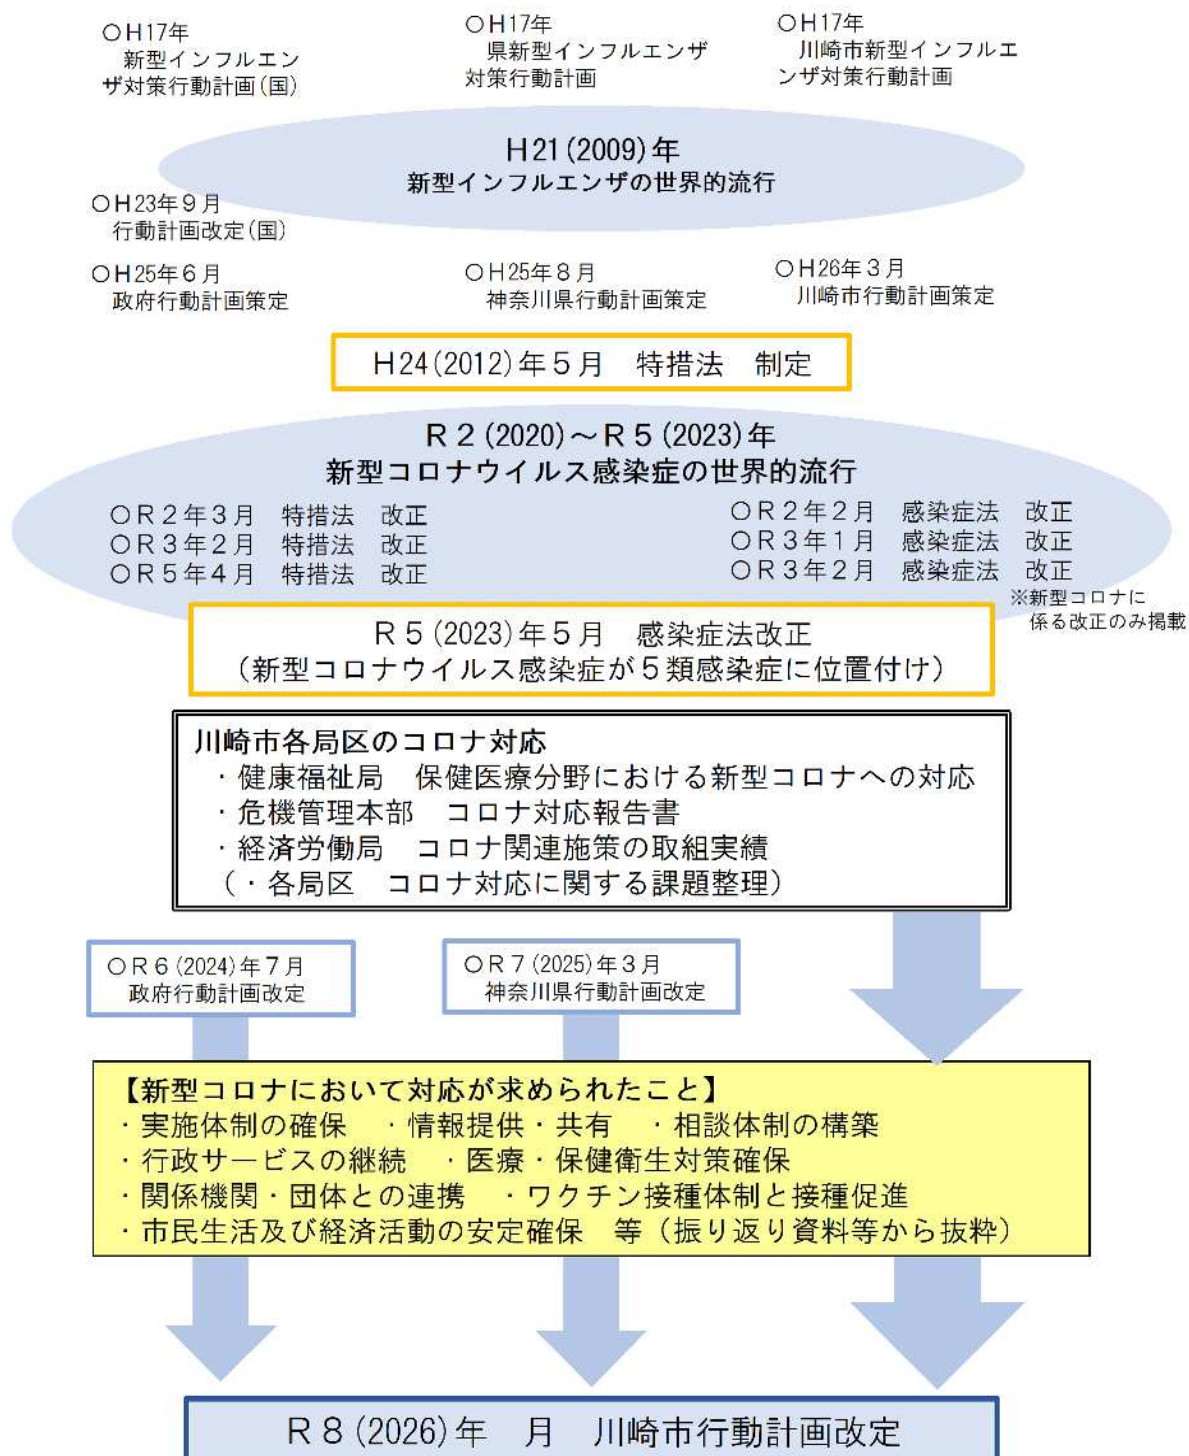 ○H17年
新型インフルエン
ザ対策行動計画(国)
○H17年
県新型インフルエンザ
対策行動計画
○H17年
川崎市新型インフルエ
ンザ対策行動計画
H21(2009)年
新型インフルエンザの世界的流行
○H23年9月
行動計画改定(国)
○H25年6月
政府行動計画策定
○H25年8月
神奈川県行動計画策定
○H26年3月
川崎市行動計画策定
H24(2012)年5月　特措法　制定
R2(2020)～R5(2023)年
新型コロナウイルス感染症の世界的流行
○R2年3月　特措法　改正
○R3年2月　特措法　改正
○R5年4月　特措法　改正
○R2年2月　感染症法　改正
○R3年1月　感染症法　改正
○R3年2月　感染症法　改正
※新型コロナに
係る改正のみ掲載
R5(2023)年5月　感染症法改正
（新型コロナウイルス感染症が5類感染症に位置付け）
川崎市各局区のコロナ対応
・健康福祉局　保健医療分野における新型コロナへの対応
・危機管理本部　コロナ対応報告書
・経済労働局　コロナ関連施策の取組実績
（・各局区　コロナ対応に関する課題整理）
○R6(2024)年7月
政府行動計画改定
○R7(2025)年3月
神奈川県行動計画改定
【新型コロナにおいて対応が求められたこと】
・実施体制の確保　・情報提供・共有　・相談体制の構築
・行政サービスの継続　・医療・保健衛生対策確保
・関係機関・団体との連携　・ワクチン接種体制と接種促進
・市民生活及び経済活動の安定確保　等（振り返り資料等から抜粋）
R8(2026)年　月　川崎市行動計画改定